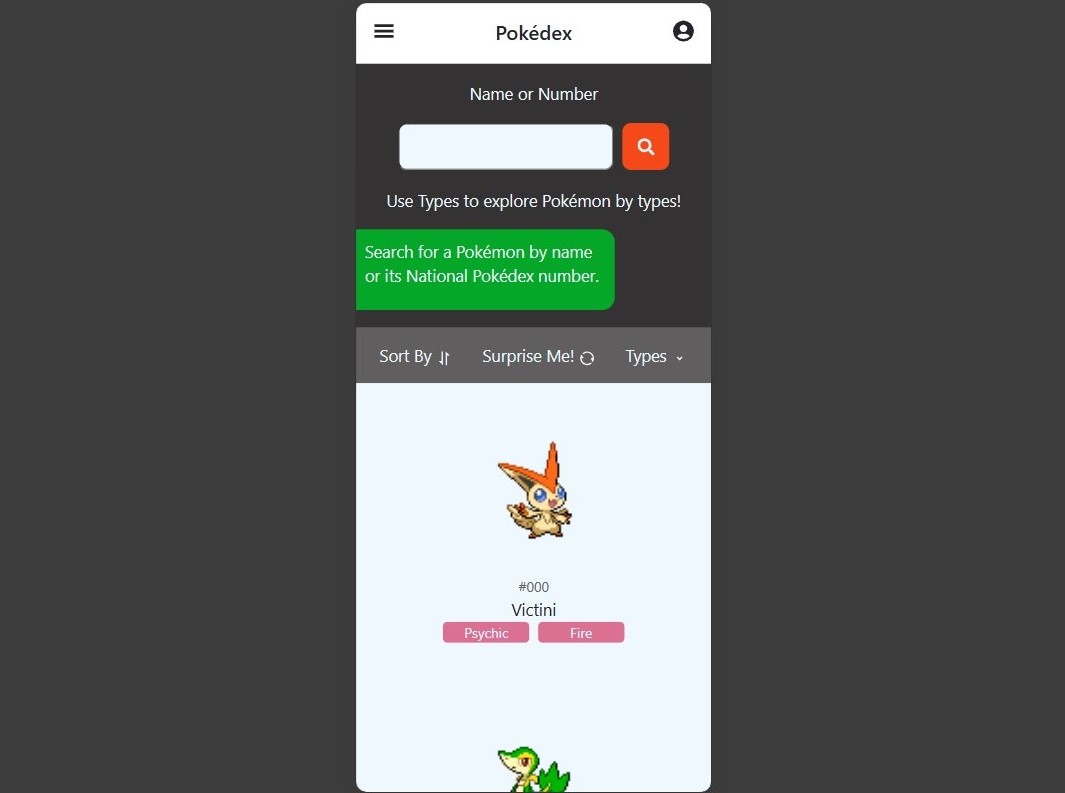 Pokédex
Name or Number
Use Types to explore Pokémon by types!
Search for a Pokémon by name
or its National Pokédex number.
Sort By Surprise Me! Types
#000
Victini
Psychic Fire